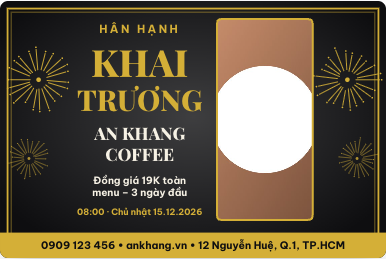 HÂN HẠNH
KHAI
TRƯƠNG
AN KHANG
COFFEE
Đồng giá 19K toàn
menu – 3 ngày đầu
08:00 · Chủ nhật 15.12.2026
0909 123 456 • ankhang.vn • 12 Nguyễn Huệ, Q.1, TP.HCM